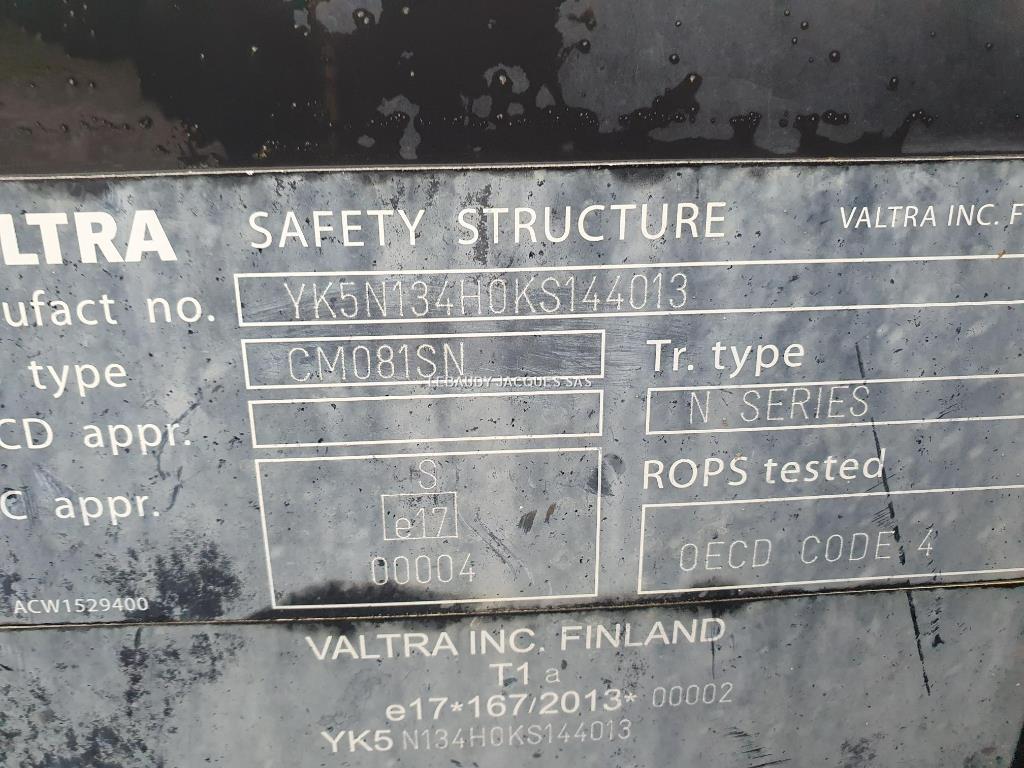 LTRA SAFETY STRUCTURE VALTRA INC. F
ufact no. YK5N134H0KS144013
type CM081SN Tr. type
LEBAUDY JACQUES SAS
N SERIES
CD appr.
ROPS tested
C appr. S
e17
OECD CODE 4
00004
ACW1529400
VALTRA INC. FINLAND
T1 a
e17*167/2013* 00002
YK5 N134H0KS144013